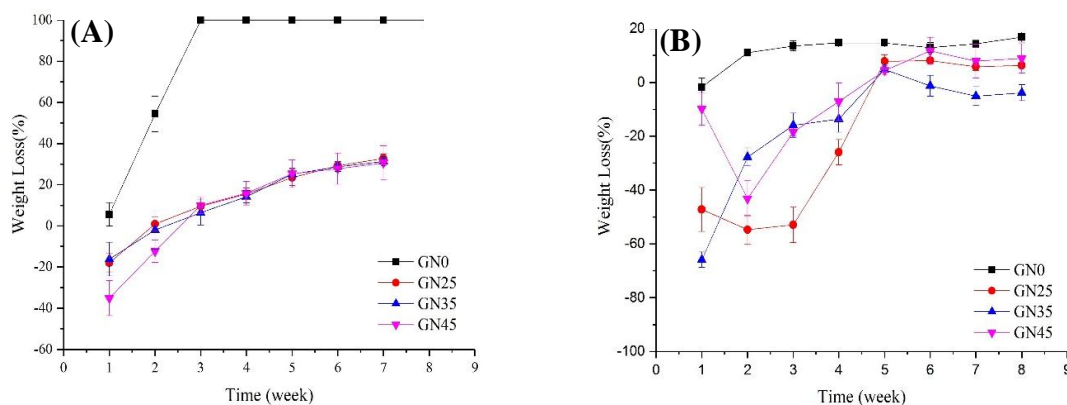 (A)
Weight Loss(%)
100
80
60
40
20
0
-20
-40
-60
GN0
GN25
GN35
GN45
0 1 2 3 4 5 6 7 8 9
Time (week)
(B)
Weight Loss(%)
20
0
-20
-40
-60
-80
-100
GN0
GN25
GN35
GN45
0 1 2 3 4 5 6 7 8 9
Time (week)